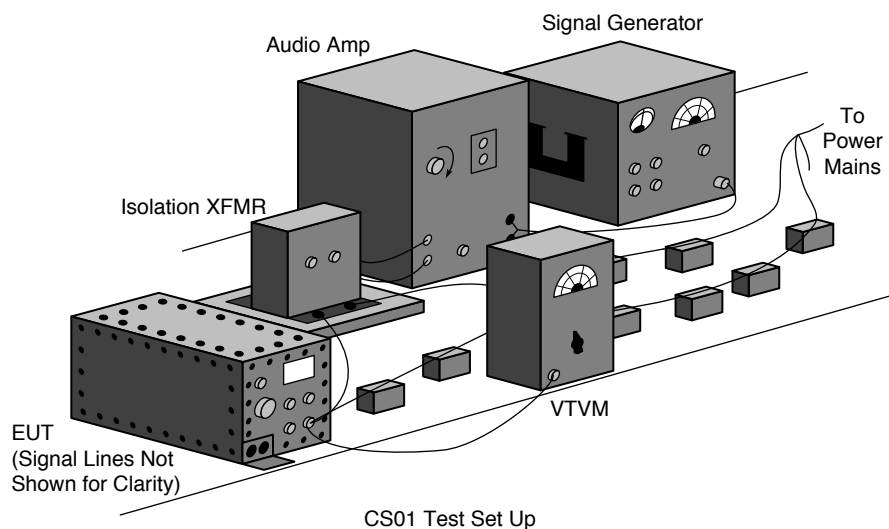 Signal Generator
Audio Amp
To
Power
Mains
Isolation XFMR
VTVM
EUT
(Signal Lines Not
Shown for Clarity)
CS01 Test Set Up